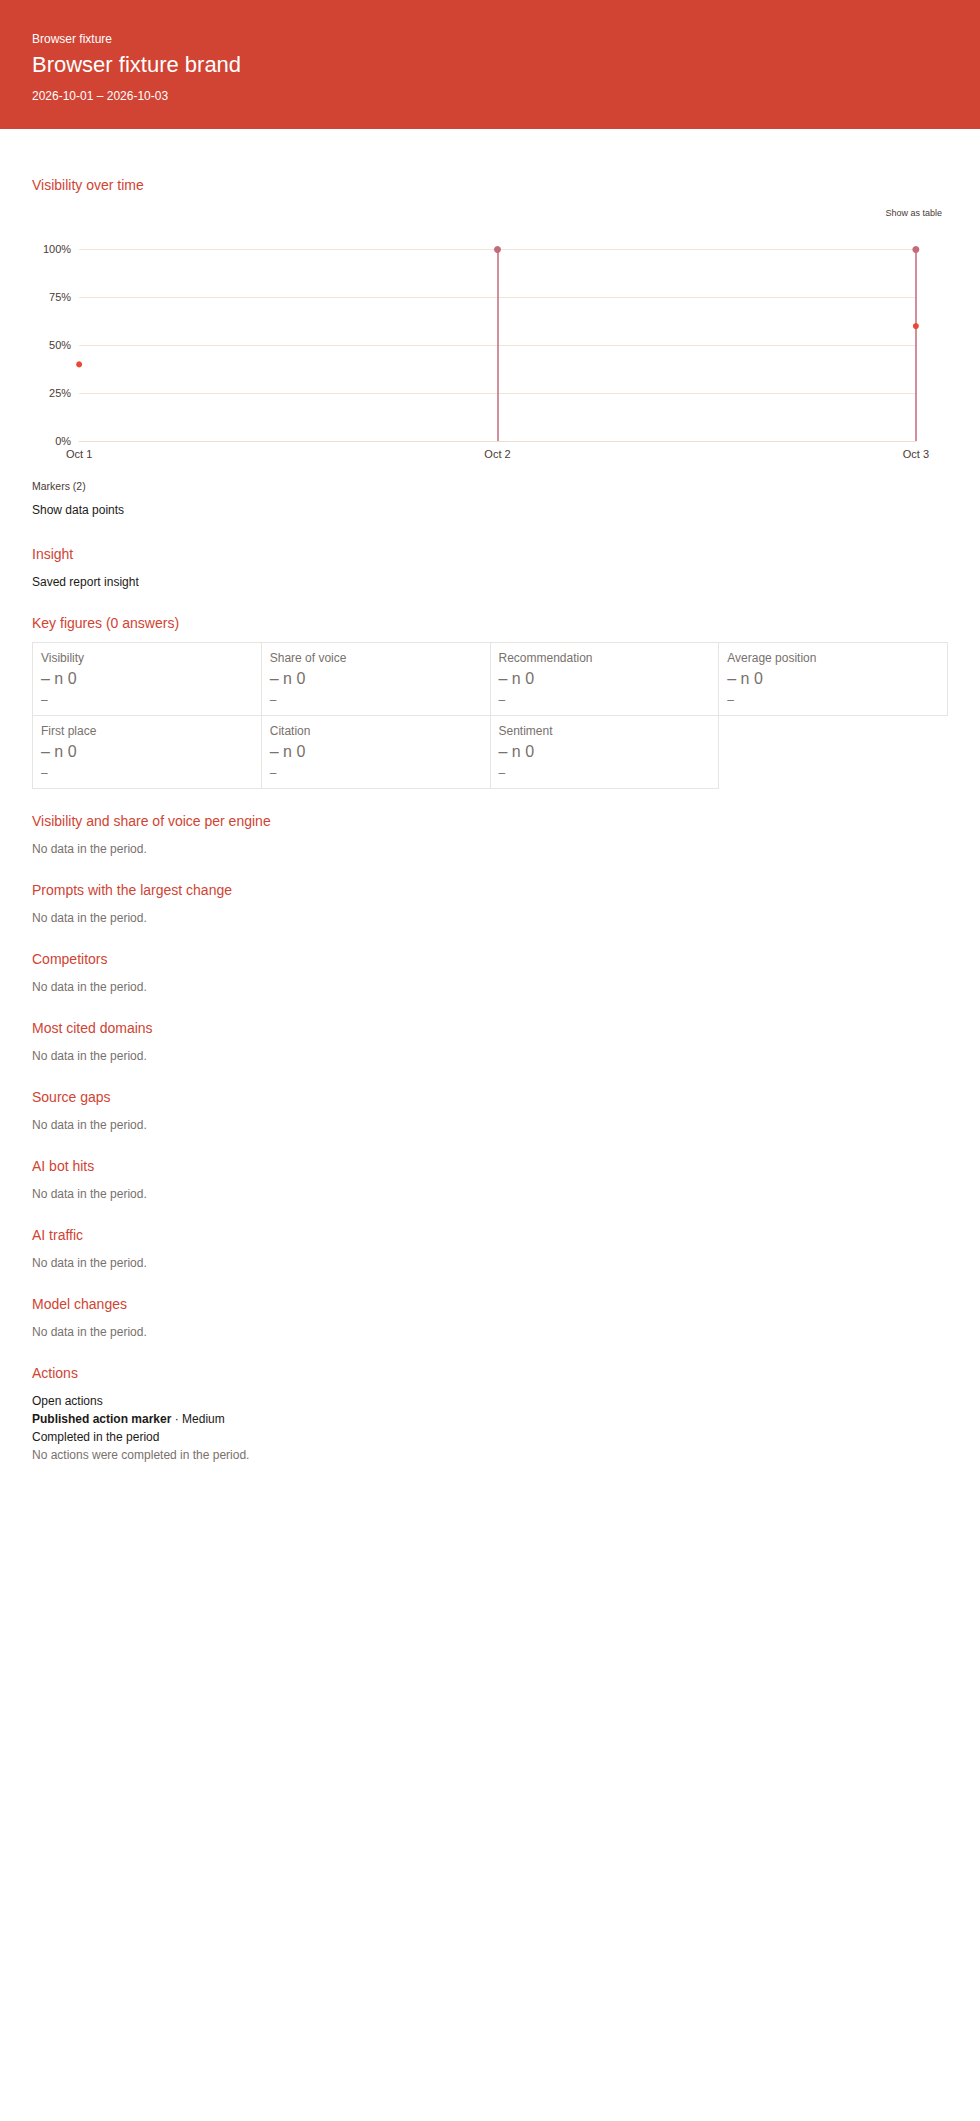 Browser fixture
Browser fixture brand
2026-10-01 – 2026-10-03
Visibility over time
Show as table
100%
75%
50%
25%
0%
Oct 1 Oct 2 Oct 3
Markers (2)
Show data points
Insight
Saved report insight
Key figures (0 answers)
Visibility Share of voice Recommendation Average position
– n 0 – n 0 – n 0 – n 0
– – – –
First place Citation Sentiment
– n 0 – n 0 – n 0
– – –
Visibility and share of voice per engine
No data in the period.
Prompts with the largest change
No data in the period.
Competitors
No data in the period.
Most cited domains
No data in the period.
Source gaps
No data in the period.
AI bot hits
No data in the period.
AI traffic
No data in the period.
Model changes
No data in the period.
Actions
Open actions
Published action marker · Medium
Completed in the period
No actions were completed in the period.